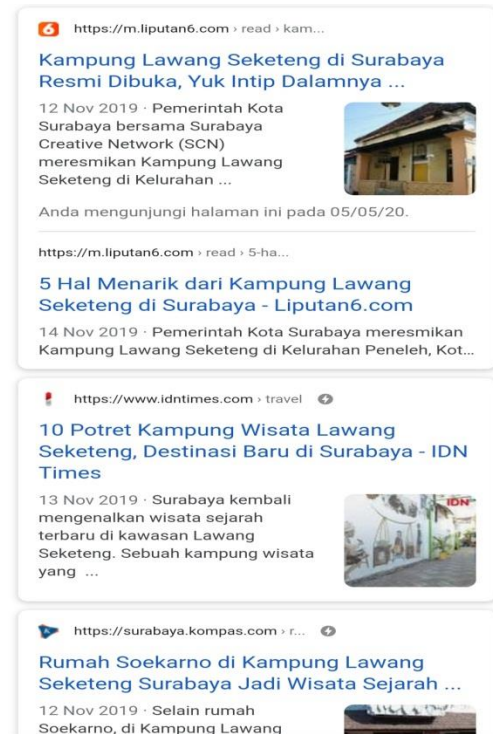 https://m.liputan6.com › read › kam...
Kampung Lawang Seketeng di Surabaya
Resmi Dibuka, Yuk Intip Dalamnya ...
12 Nov 2019 · Pemerintah Kota
Surabaya bersama Surabaya
Creative Network (SCN)
meresmikan Kampung Lawang
Seketeng di Kelurahan ...
Anda mengunjungi halaman ini pada 05/05/20.
https://m.liputan6.com › read › 5-ha...
5 Hal Menarik dari Kampung Lawang
Seketeng di Surabaya - Liputan6.com
14 Nov 2019 · Pemerintah Kota Surabaya meresmikan
Kampung Lawang Seketeng di Kelurahan Peneleh, Kot...
https://www.idntimes.com › travel
10 Potret Kampung Wisata Lawang
Seketeng, Destinasi Baru di Surabaya - IDN
Times
13 Nov 2019 · Surabaya kembali
mengenalkan wisata sejarah
terbaru di kawasan Lawang
Seketeng. Sebuah kampung wisata
yang ...
IDN
https://surabaya.kompas.com › r...
Rumah Soekarno di Kampung Lawang
Seketeng Surabaya Jadi Wisata Sejarah ...
12 Nov 2019 · Selain rumah
Soekarno, di Kampung Lawang